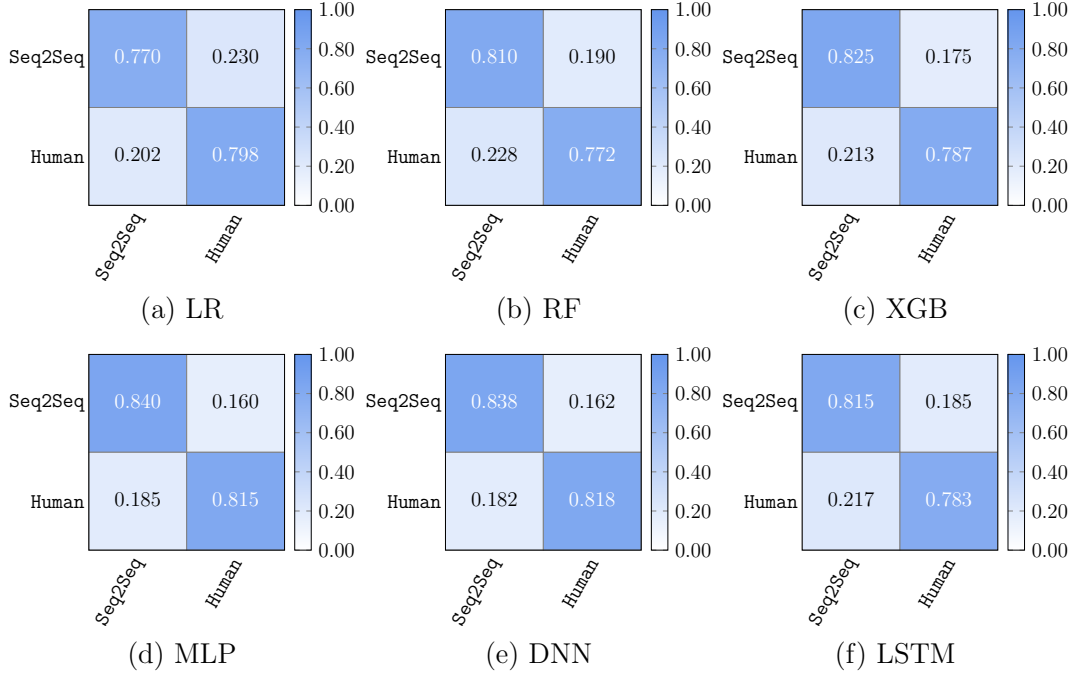 Seq2Seq
Human
0.770 0.230
0.202 0.798
Seq2Seq Human
1.00
0.80
0.60
0.40
0.20
0.00
(a) LR
Seq2Seq
Human
0.810 0.190
0.228 0.772
Seq2Seq Human
1.00
0.80
0.60
0.40
0.20
0.00
(b) RF
Seq2Seq
Human
0.825 0.175
0.213 0.787
Seq2Seq Human
1.00
0.80
0.60
0.40
0.20
0.00
(c) XGB
Seq2Seq
Human
0.840 0.160
0.185 0.815
Seq2Seq Human
1.00
0.80
0.60
0.40
0.20
0.00
(d) MLP
Seq2Seq
Human
0.838 0.162
0.182 0.818
Seq2Seq Human
1.00
0.80
0.60
0.40
0.20
0.00
(e) DNN
Seq2Seq
Human
0.815 0.185
0.217 0.783
Seq2Seq Human
1.00
0.80
0.60
0.40
0.20
0.00
(f) LSTM